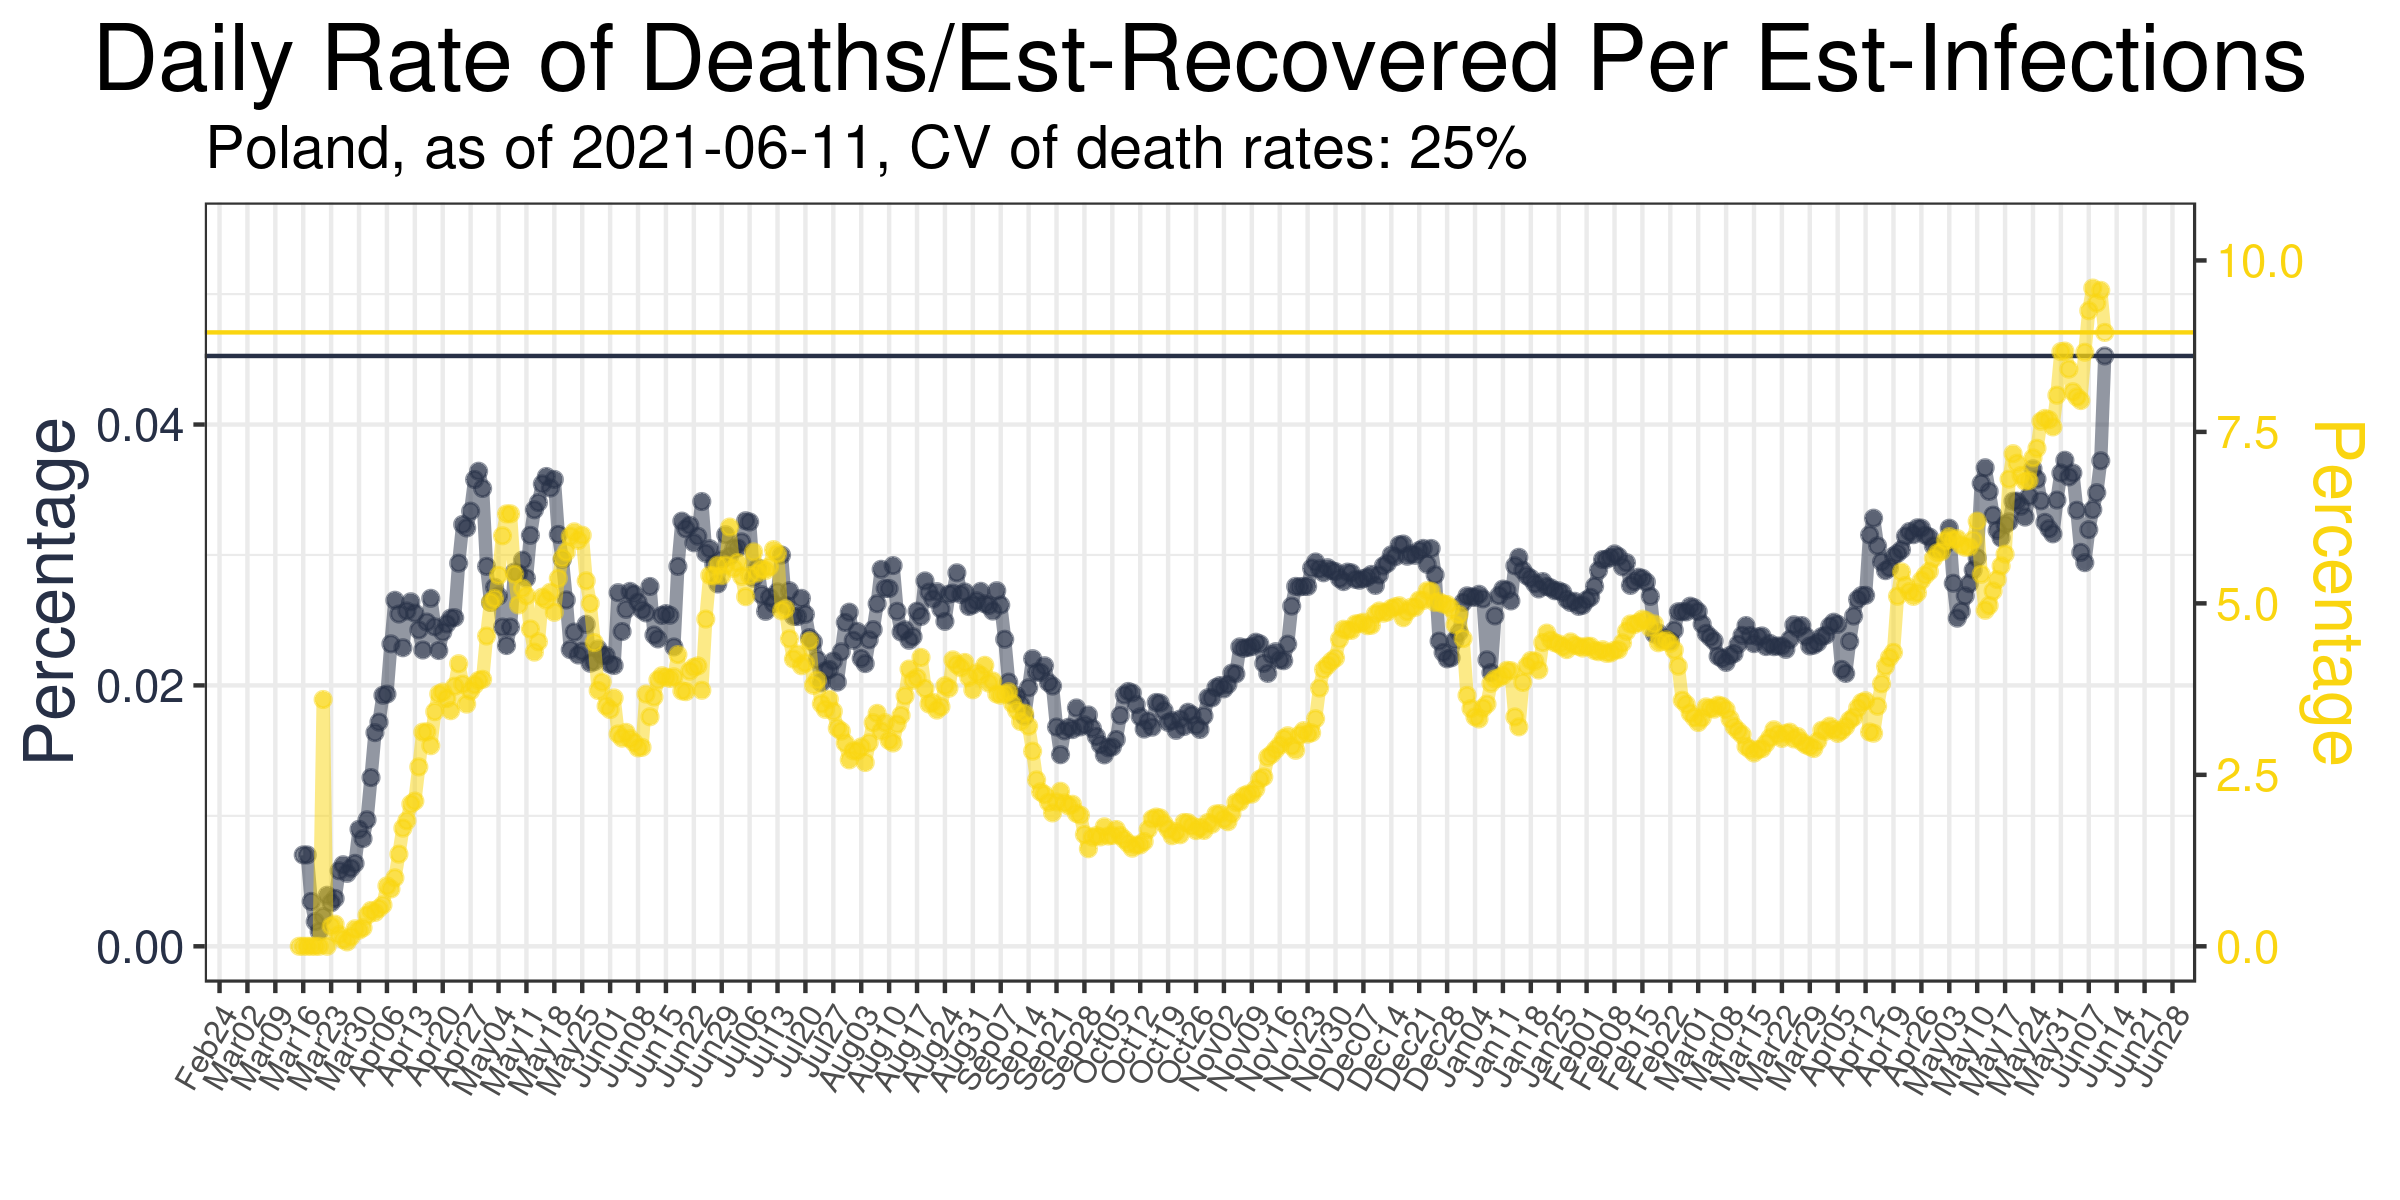 Daily Rate of Deaths/Est-Recovered Per Est-Infections
Poland, as of 2021-06-11, CV of death rates: 25%
Percentage
0.04
0.02
0.00
10.0
7.5
5.0
2.5
0.0
Percentage
Feb24
Mar02
Mar09
Mar16
Mar23
Mar30
Apr06
Apr13
Apr20
Apr27
May04
May11
May18
May25
Jun01
Jun08
Jun15
Jun22
Jun29
Jul06
Jul13
Jul20
Jul27
Aug03
Aug10
Aug17
Aug24
Aug31
Sep07
Sep14
Sep21
Sep28
Oct05
Oct12
Oct19
Oct26
Nov02
Nov09
Nov16
Nov23
Nov30
Dec07
Dec14
Dec21
Dec28
Jan04
Jan11
Jan18
Jan25
Feb01
Feb08
Feb15
Feb22
Mar01
Mar08
Mar15
Mar22
Mar29
Apr05
Apr12
Apr19
Apr26
May03
May10
May17
May24
May31
Jun07
Jun14
Jun21
Jun28